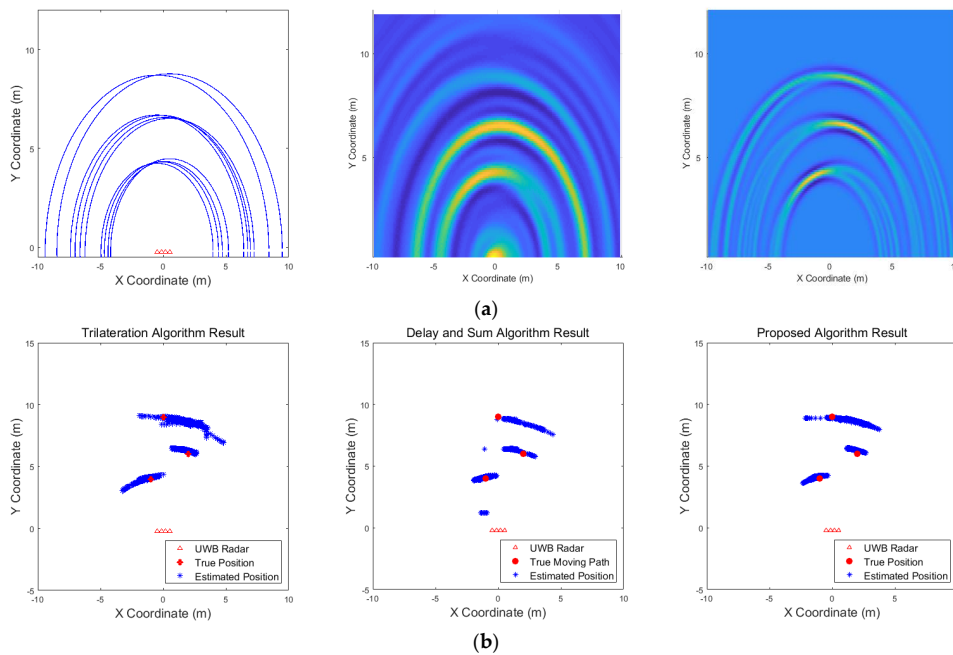 Y Coordinate (m)
10
5
0
-10
-5
0
5
10
X Coordinate (m)
Y Coordinate (m)
10
5
-10
-5
0
5
10
X Coordinate (m)
Y Coordinate (m)
10
5
-10
-5
0
5
10
X Coordinate (m)
(a)
Trilateration Algorithm Result
Y Coordinate (m)
15
10
5
0
-5
-10
-5
0
5
10
X Coordinate (m)
UWB Radar
True Position
Estimated Position
Delay and Sum Algorithm Result
Y Coordinate (m)
15
10
5
0
-5
-10
-5
0
5
10
X Coordinate (m)
UWB Radar
True Moving Path
Estimated Position
Proposed Algorithm Result
Y Coordinate (m)
15
10
5
0
-5
-10
-5
0
5
10
X Coordinate (m)
UWB Radar
True Position
Estimated Position
(b)